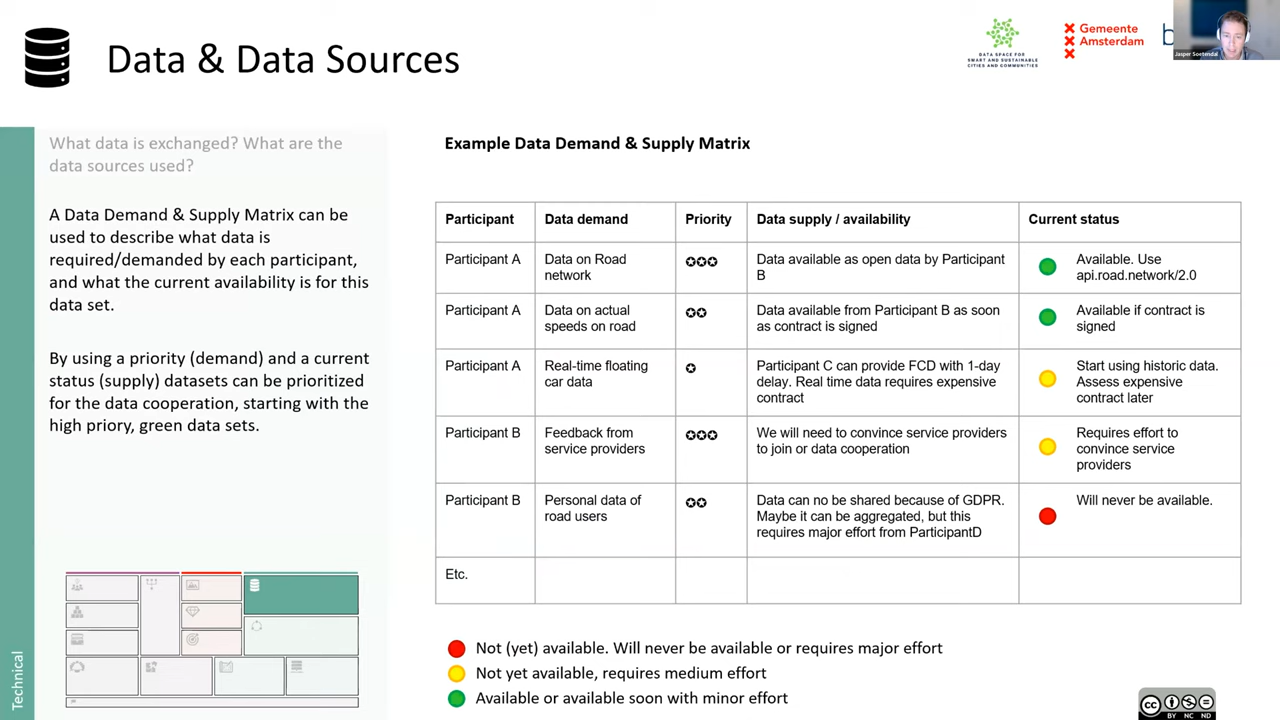 Data & Data Sources
DATA SPACE FOR
SMART AND SUSTAINABLE
CITIES AND COMMUNITIES
Gemeente
Amsterdam
b
Jasper Soetendal
What data is exchanged? What are the
data sources used?
A Data Demand & Supply Matrix can be
used to describe what data is
required/demanded by each participant,
and what the current availability is for this
data set.
By using a priority (demand) and a current
status (supply) datasets can be prioritized
for the data cooperation, starting with the
high priory, green data sets.
Technical
Example Data Demand & Supply Matrix
Participant Data demand Priority Data supply / availability Current status
Participant A Data on Road Data available as open data by Participant Available. Use
network B api.road.network/2.0
Participant A Data on actual Data available from Participant B as soon Available if contract is
speeds on road as contract is signed signed
Participant A Real-time floating Participant C can provide FCD with 1-day Start using historic data.
car data delay. Real time data requires expensive Assess expensive
contract contract later
Participant B Feedback from We will need to convince service providers Requires effort to
service providers to join or data cooperation convince service
providers
Participant B Personal data of Data can no be shared because of GDPR. Will never be available.
road users Maybe it can be aggregated, but this
requires major effort from ParticipantD
Etc.
Not (yet) available. Will never be available or requires major effort
Not yet available, requires medium effort
Available or available soon with minor effort
CC BY NC ND